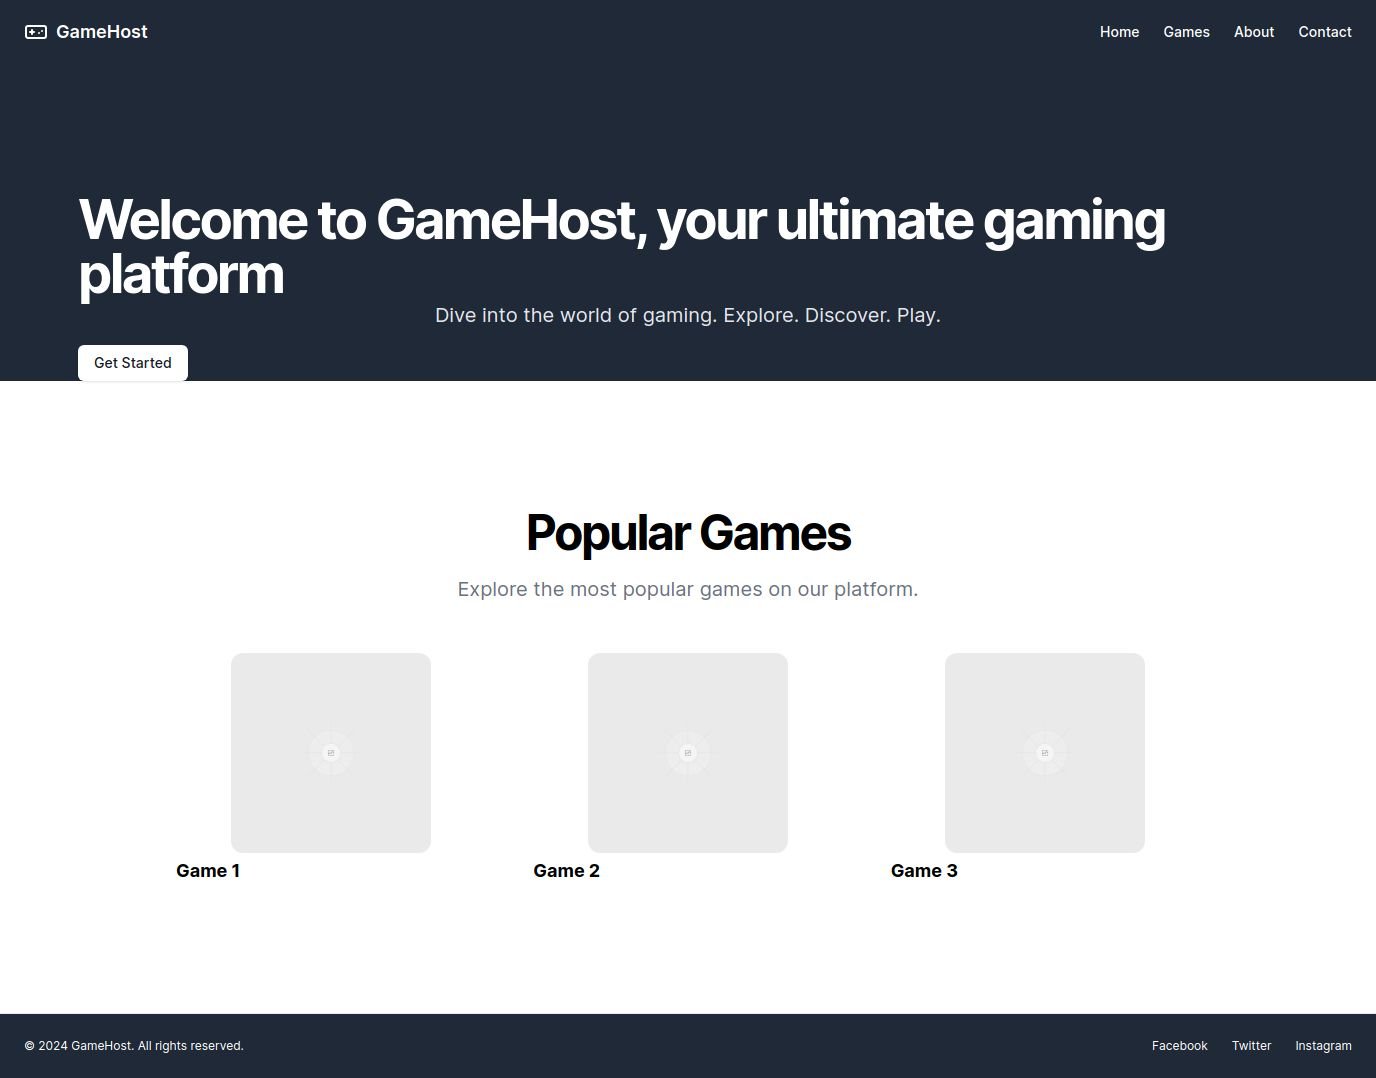 GameHost
Home Games About Contact
Welcome to GameHost, your ultimate gaming
platform
Dive into the world of gaming. Explore. Discover. Play.
Get Started
Popular Games
Explore the most popular games on our platform.
Game 1
Game 2
Game 3
© 2024 GameHost. All rights reserved.
Facebook Twitter Instagram